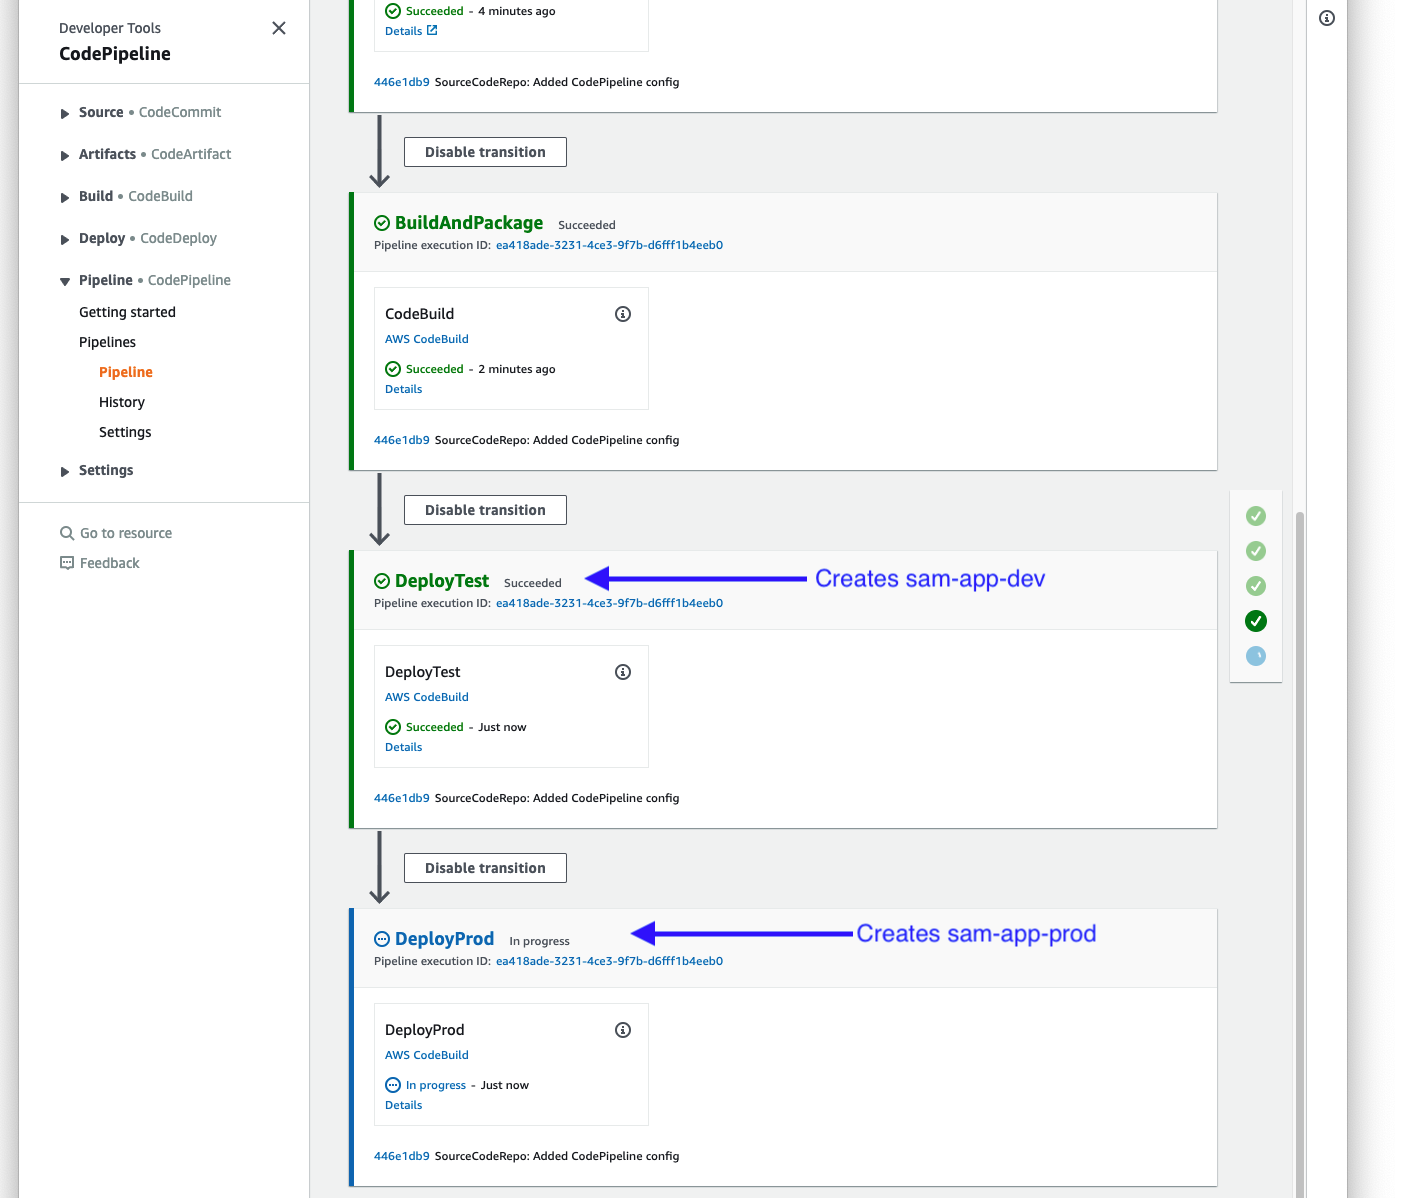 Developer Tools
CodePipeline
Source • CodeCommit
Artifacts • CodeArtifact
Build • CodeBuild
Deploy • CodeDeploy
Pipeline • CodePipeline
Getting started
Pipelines
Pipeline
History
Settings
Settings
Go to resource
Feedback
Succeeded - 4 minutes ago
Details
446e1db9 SourceCodeRepo: Added CodePipeline config
Disable transition
BuildAndPackage Succeeded
Pipeline execution ID: ea418ade-3231-4ce3-9f7b-d6fff1b4eeb0
CodeBuild
AWS CodeBuild
Succeeded - 2 minutes ago
Details
446e1db9 SourceCodeRepo: Added CodePipeline config
Disable transition
DeployTest Succeeded
Creates sam-app-dev
Pipeline execution ID: ea418ade-3231-4ce3-9f7b-d6fff1b4eeb0
DeployTest
AWS CodeBuild
Succeeded - Just now
Details
446e1db9 SourceCodeRepo: Added CodePipeline config
Disable transition
DeployProd In progress
Creates sam-app-prod
Pipeline execution ID: ea418ade-3231-4ce3-9f7b-d6fff1b4eeb0
DeployProd
AWS CodeBuild
In progress - Just now
Details
446e1db9 SourceCodeRepo: Added CodePipeline config